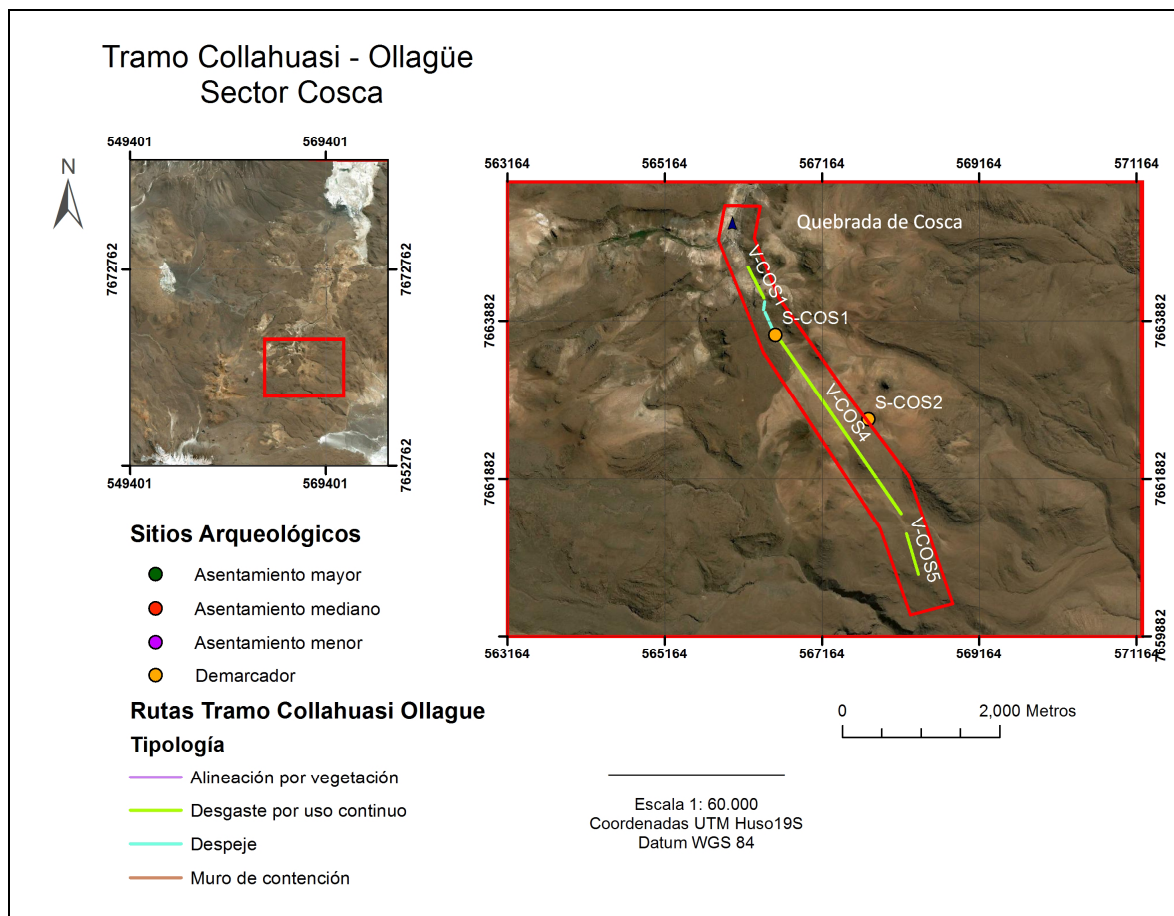 Tramo Collahuasi - Ollagüe
Sector Cosca
N
549401
569401
7672762
7672762
7652762
549401
569401
563164
565164
567164
569164
571164
7663882
7663882
7661882
7661882
7659882
563164
565164
567164
569164
571164
Quebrada de Cosca
V-COS1
S-COS1
V-COS4
S-COS2
V-COS5
Sitios Arqueológicos
Asentamiento mayor
Asentamiento mediano
Asentamiento menor
Demarcador
Rutas Tramo Collahuasi Ollague
Tipología
Alineación por vegetación
Desgaste por uso continuo
Despeje
Muro de contención
0 2,000 Metros
Escala 1: 60.000
Coordenadas UTM Huso19S
Datum WGS 84